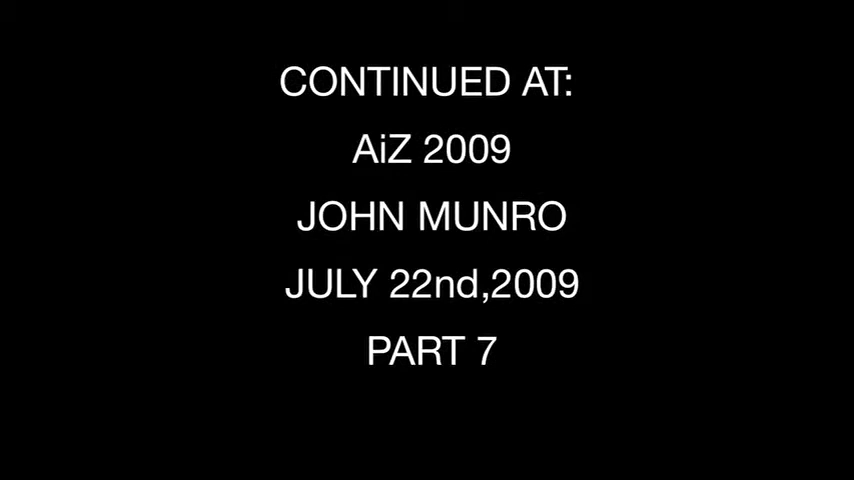 CONTINUED AT:
AiZ 2009
JOHN MUNRO
JULY 22nd,2009
PART 7